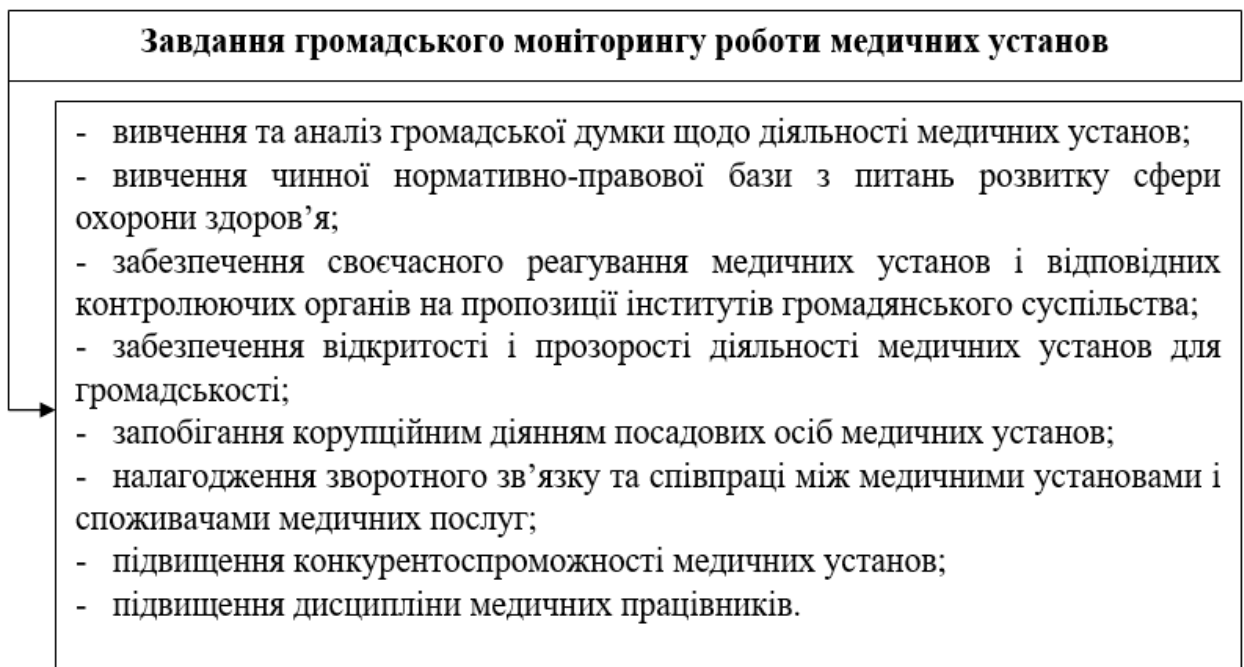 Завдання громадського моніторингу роботи медичних установ
- вивчення та аналіз громадської думки щодо діяльності медичних установ;
- вивчення чинної нормативно-правової бази з питань розвитку сфери
охорони здоров’я;
- забезпечення своєчасного реагування медичних установ і відповідних
контролюючих органів на пропозиції інститутів громадянського суспільства;
- забезпечення відкритості і прозорості діяльності медичних установ для
громадськості;
- запобігання корупційним діянням посадових осіб медичних установ;
- налагодження зворотного зв’язку та співпраці між медичними установами і
споживачами медичних послуг;
- підвищення конкурентоспроможності медичних установ;
- підвищення дисципліни медичних працівників.